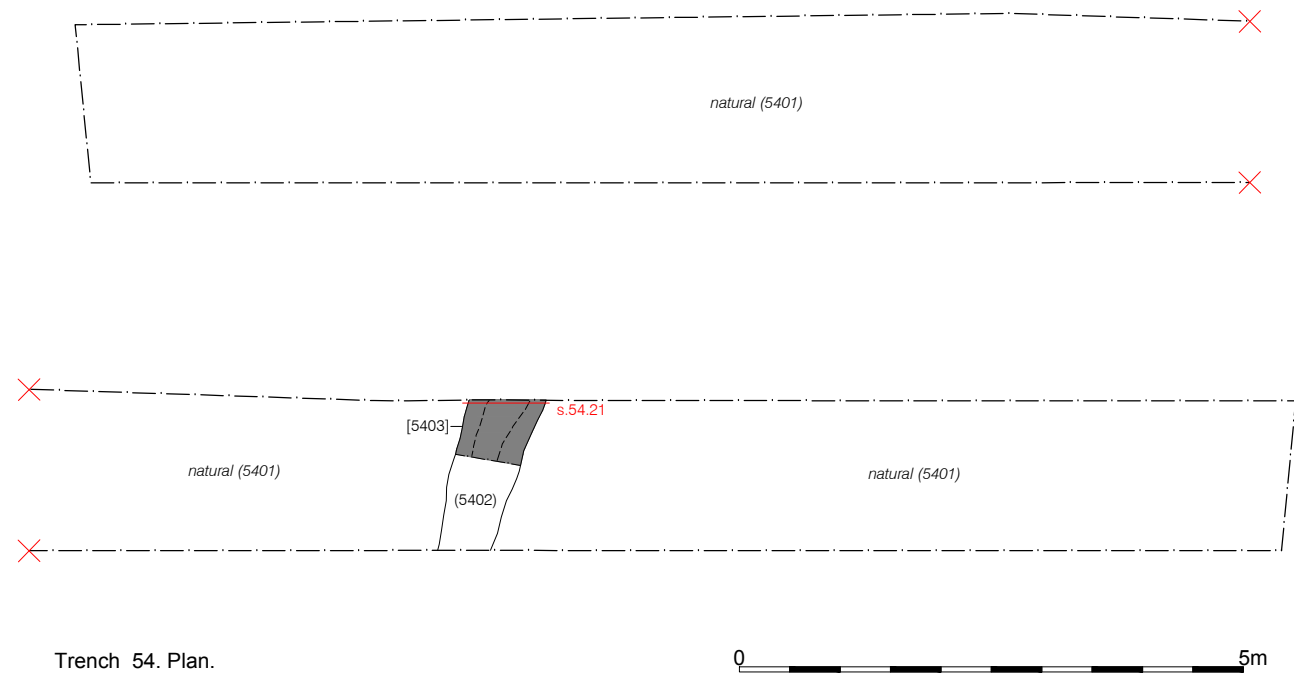 natural (5401)
s.54.21
[5403]
natural (5401)
natural (5401)
(5402)
Trench 54. Plan.
0 5m